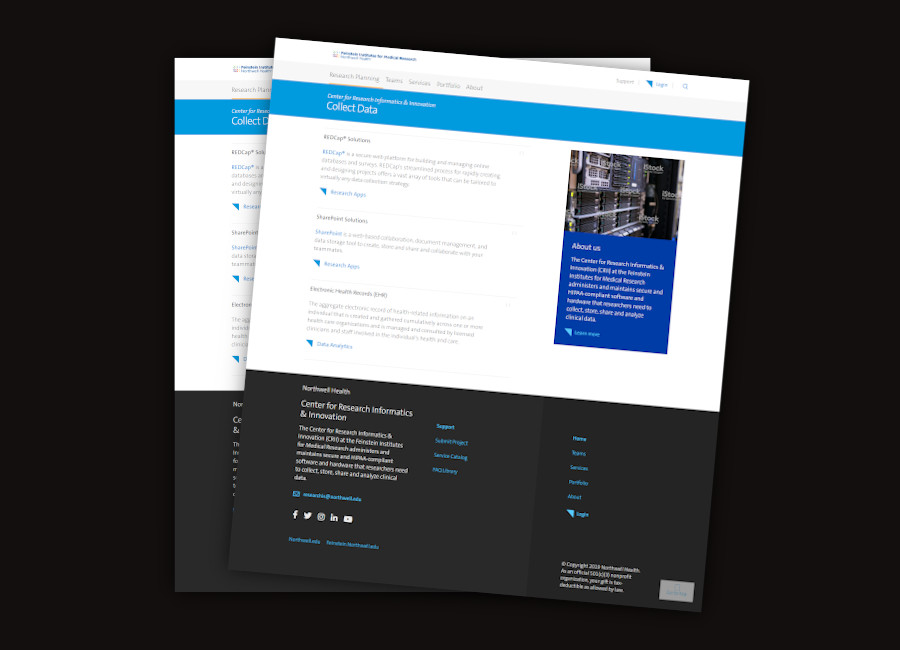 Feinstein Institutes for Medical Research
Northwell Health
Research Planning Teams Services Portfolio About
Support
Login
Center for Research Informatics & Innovation
Collect Data
REDCap® Solutions
REDCap® is a secure web platform for building and managing online
databases and surveys. REDCap's streamlined process for rapidly creating
and designing projects offers a vast array of tools that can be tailored to
virtually any data collection strategy.
Research Apps
SharePoint Solutions
SharePoint is a web-based collaboration, document management, and
data storage tool to create, store and share and collaborate with your
teammates.
Research Apps
Electronic Health Records (EHR)
The aggregate electronic record of health-related information on an
individual that is created and gathered cumulatively across one or more
health care organizations and is managed and consulted by licensed
clinicians and staff involved in the individual's health and care.
Data Analytics
iStock
iStock
iStock
iStock
About us
The Center for Research Informatics &
Innovation (CRII) at the Feinstein
Institutes for Medical Research
administers and maintains secure and
HIPAA-compliant software and
hardware that researchers need to
collect, store, share and analyze
clinical data.
Learn more
Northwell Health
Center for Research Informatics
& Innovation
The Center for Research Informatics &
Innovation (CRII) at the Feinstein Institutes
for Medical Research administers and
maintains secure and HIPAA-compliant
software and hardware that researchers need
to collect, store, share and analyze clinical
data.
Northwell.edu Feinstein.Northwell.edu
Support
Submit Project
Service Catalog
FAQ Library
Home
Teams
Services
Portfolio
About
Login
© Copyright 2019 Northwell Health.
As an official 501(c)(3) nonprofit
organization, your gift is tax-
deductible as allowed by law.